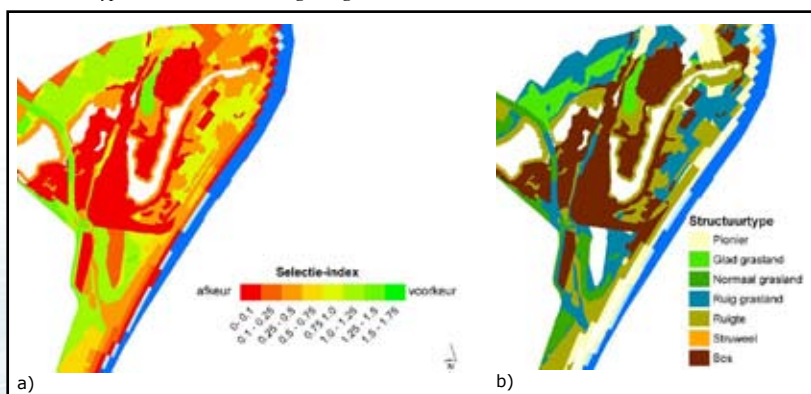 Selectie-index
afkeur
voorkeur
0 - 0.1
0.1 - 0.25
0.25 - 0.5
0.5 - 0.75
0.75 1.0
1.0 - 1.25
1.25 - 1.5
1.5 - 1.75
a)
Structuurtype
Pionier
Glad grasland
Normaal grasland
Ruig grasland
Ruigte
Struweel
Bos
b)